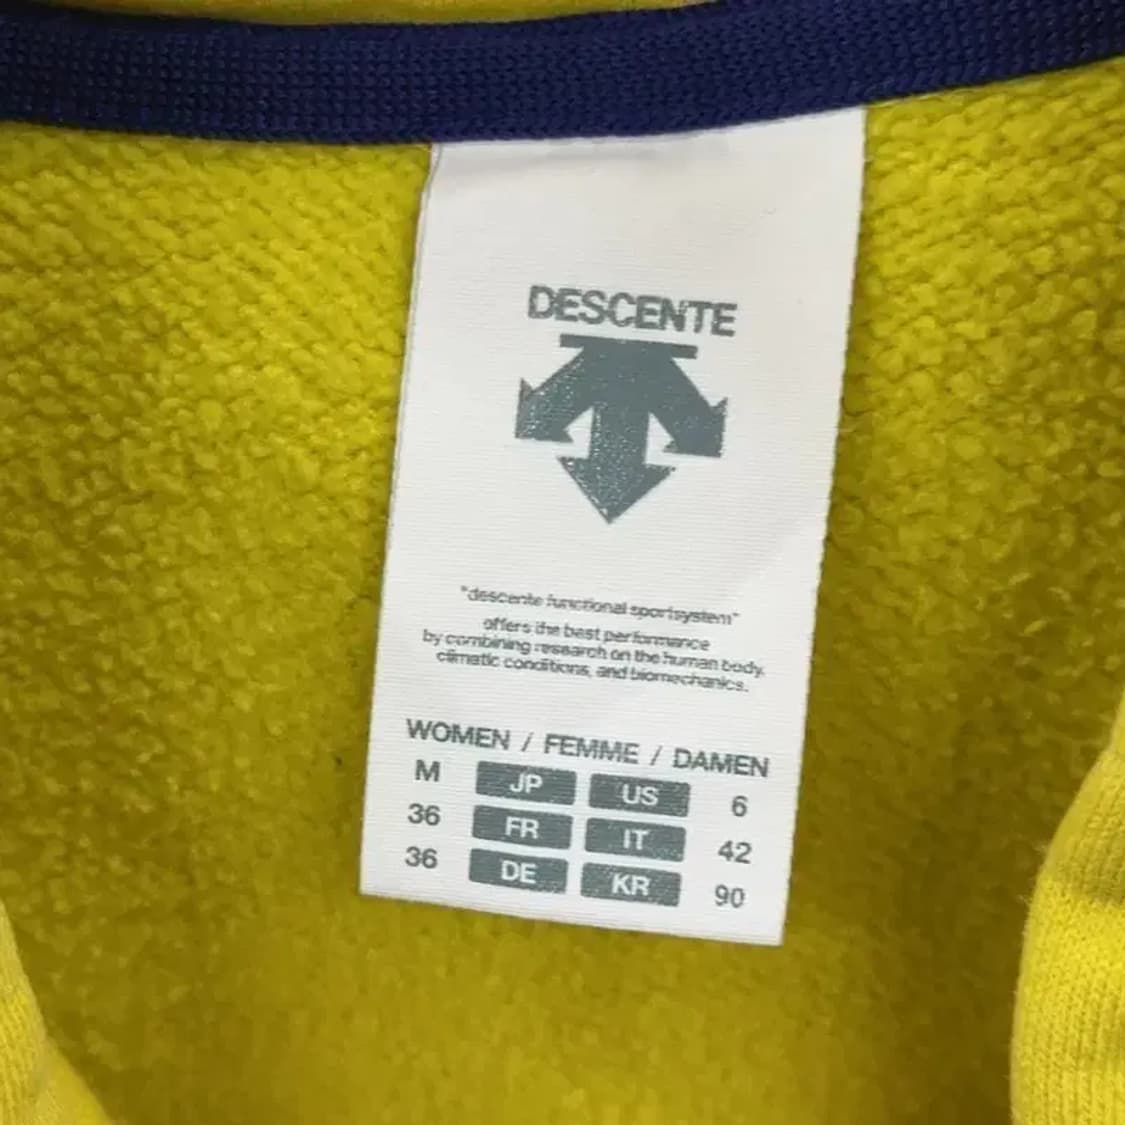 DESCENTE
"descente functional sportsystem"
offers the best performance
by combining research on the human body,
climatic conditions, and biomechanics.
WOMEN / FEMME / DAMEN
M JP US 6
36 FR IT 42
36 DE KR 90